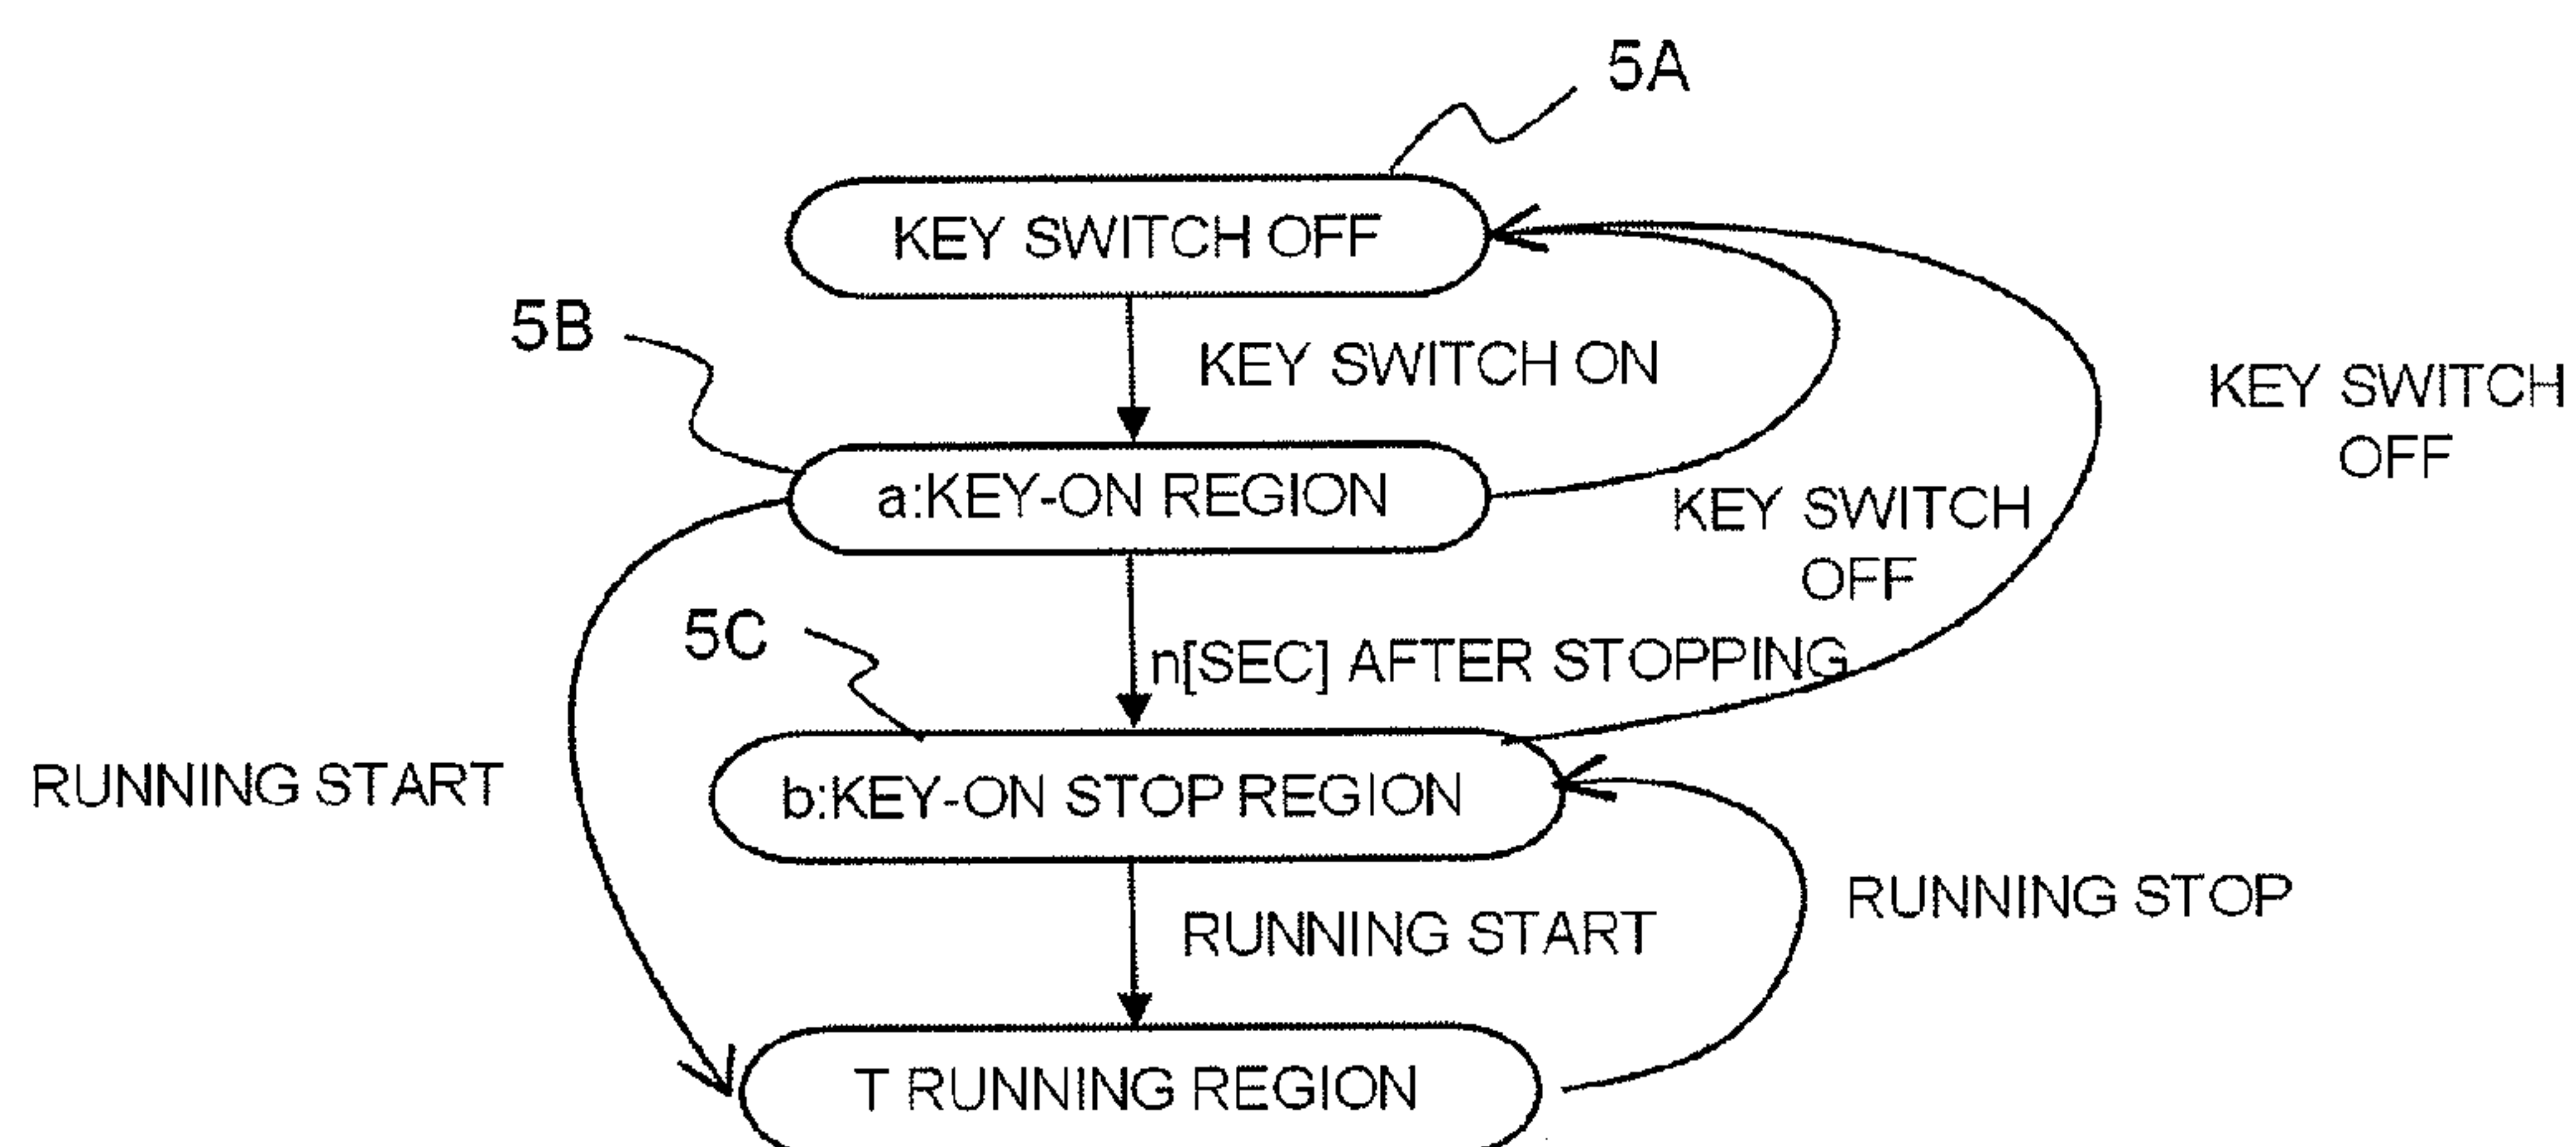 5A
KEY SWITCH OFF
5B
KEY SWITCH ON
KEY SWITCH
OFF
a:KEY-ON REGION
KEY SWITCH
OFF
5C
n[SEC] AFTER STOPPING
RUNNING START
b:KEY-ON STOP REGION
RUNNING STOP
RUNNING START
T RUNNING REGION